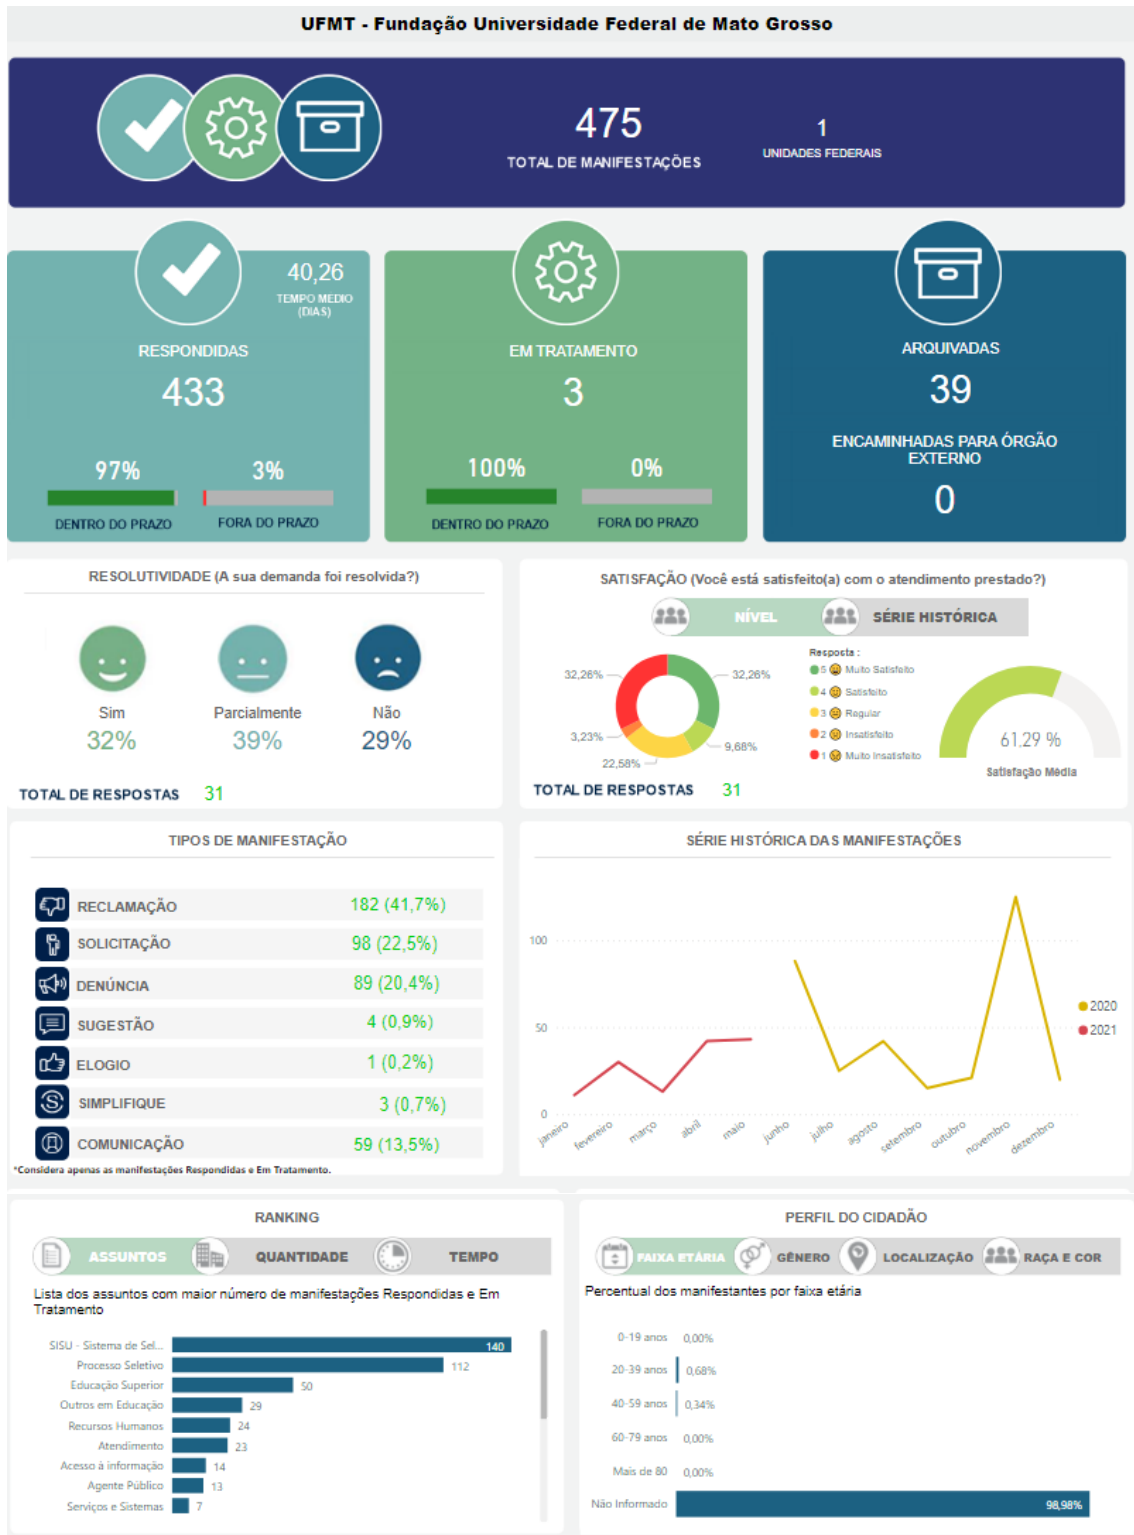 UFMT - Fundação Universidade Federal de Mato Grosso
475
TOTAL DE MANIFESTAÇÕES
1
UNIDADES FEDERAIS
40,26
TEMPO MEDIO
(DIAS)
RESPONDIDAS
433
97%
3%
DENTRO DO PRAZO
FORA DO PRAZO
EM TRATAMENTO
3
100%
0%
DENTRO DO PRAZO
FORA DO PRAZO
ARQUIVADAS
39
ENCAMINHADAS PARA ÓRGÃO
EXTERNO
0
RESOLUTIVIDADE (A sua demanda foi resolvida?)
Sim
Parcialmente
Não
32%
39%
29%
TOTAL DE RESPOSTAS 31
SATISFAÇÃO (Você está satisfeito(a) com o atendimento prestado?)
NÍVEL
SÉRIE HISTÓRICA
32,26%
32,26%
3,23%
9,68%
22,58%
Resposta :
5 Muito Satisfeito
4 Satisfeito
3 Regular
2 Insatisfeito
1 Muito Insatisfeito
61.29 %
Satisfação Média
TOTAL DE RESPOSTAS 31
TIPOS DE MANIFESTAÇÃO
RECLAMAÇÃO 182 (41,7%)
SOLICITAÇÃO 98 (22,5%)
DENÚNCIA 89 (20,4%)
SUGESTÃO 4 (0,9%)
ELOGIO 1 (0,2%)
SIMPLIFIQUE 3 (0,7%)
COMUNICAÇÃO 59 (13,5%)
*Considera apenas as manifestações Respondidas e Em Tratamento.
SÉRIE HISTÓRICA DAS MANIFESTAÇÕES
100
50
0
janeiro
fevereiro
março
abril
maio
junho
julho
agosto
setembro
outubro
novembro
dezembro
2020
2021
RANKING
ASSUNTOS
QUANTIDADE
TEMPO
Lista dos assuntos com maior número de manifestações Respondidas e Em
Tratamento
SISU - Sistema de Sel... 140
Processo Seletivo 112
Educação Superior 50
Outros em Educação 29
Recursos Humanos 24
Atendimento 23
Acesso à informação 14
Agente Público 13
Serviços e Sistemas 7
PERFIL DO CIDADÃO
FAIXA ETÁRIA
GÊNERO
LOCALIZAÇÃO
RAÇA E COR
Percentual dos manifestantes por faixa etária
0-19 anos 0,00%
20-39 anos 0,68%
40-59 anos 0,34%
60-79 anos 0,00%
Mais de 80 0,00%
Não Informado 98,98%